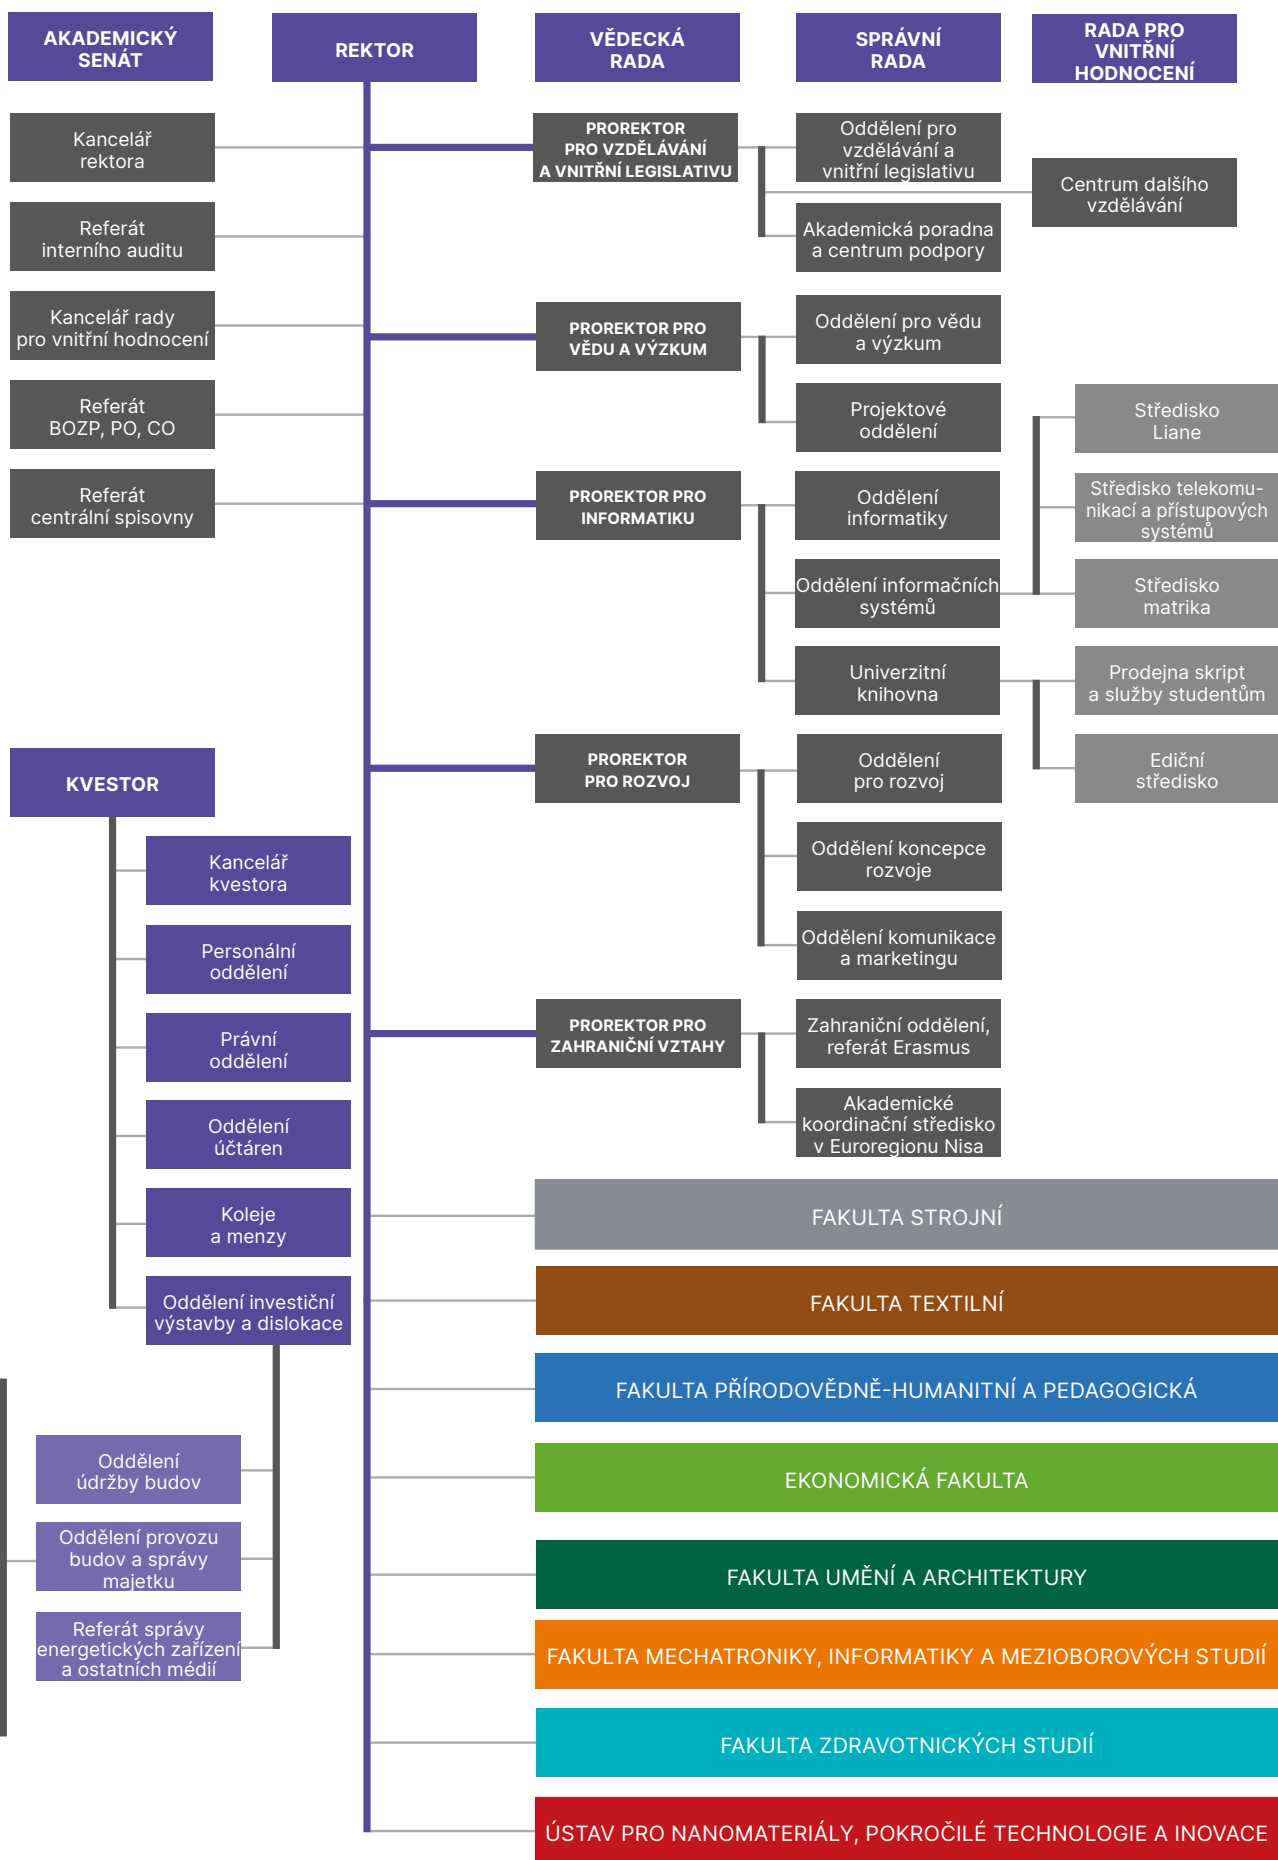 AKADEMICKÝ
SENÁT
REKTOR
VĚDECKÁ
RADA
SPRÁVNÍ
RADA
RADA PRO
VNITŘNÍ
HODNOCENÍ
Kancelář
rektora
Referát
interního auditu
Kancelář rady
pro vnitřní hodnocení
Referát
BOZP, PO, CO
Referát
centrální spisovny
PROREKTOR
PRO VZDĚLÁVÁNÍ
A VNITŘNÍ LEGISLATIVU
Oddělení pro
vzdělávání a
vnitřní legislativu
Centrum dalšího
vzdělávání
Akademická poradna
a centrum podpory
PROREKTOR PRO
VĚDU A VÝZKUM
Oddělení pro vědu
a výzkum
Projektové
oddělení
PROREKTOR PRO
INFORMATIKU
Oddělení
informatiky
Oddělení informačních
systémů
Univerzitní
knihovna
Středisko
Liane
Středisko telekomu-
nikací a přístupových
systémů
Středisko
matrika
Prodejna skript
a služby studentům
Ediční
středisko
PROREKTOR
PRO ROZVOJ
Oddělení
pro rozvoj
Oddělení koncepce
rozvoje
Oddělení komunikace
a marketingu
PROREKTOR PRO
ZAHRANIČNÍ VZTAHY
Zahraniční oddělení,
referát Erasmus
Akademické
koordinační středisko
v Euroregionu Nisa
KVESTOR
Kancelář
kvestora
Personální
oddělení
Právní
oddělení
Oddělení
účtáren
Koleje
a menzy
Oddělení investiční
výstavby a dislokace
Oddělení
údržby budov
Oddělení provozu
budov a správy
majetku
Referát správy
energetických zařízení
a ostatních médií
FAKULTA STROJNÍ
FAKULTA TEXTILNÍ
FAKULTA PŘÍRODOVĚDNĚ-HUMANITNÍ A PEDAGOGICKÁ
EKONOMICKÁ FAKULTA
FAKULTA UMĚNÍ A ARCHITEKTURY
FAKULTA MECHATRONIKY, INFORMATIKY A MEZIOBOROVÝCH STUDIÍ
FAKULTA ZDRAVOTNICKÝCH STUDIÍ
ÚSTAV PRO NANOMATERIÁLY, POKROČILÉ TECHNOLOGIE A INOVACE